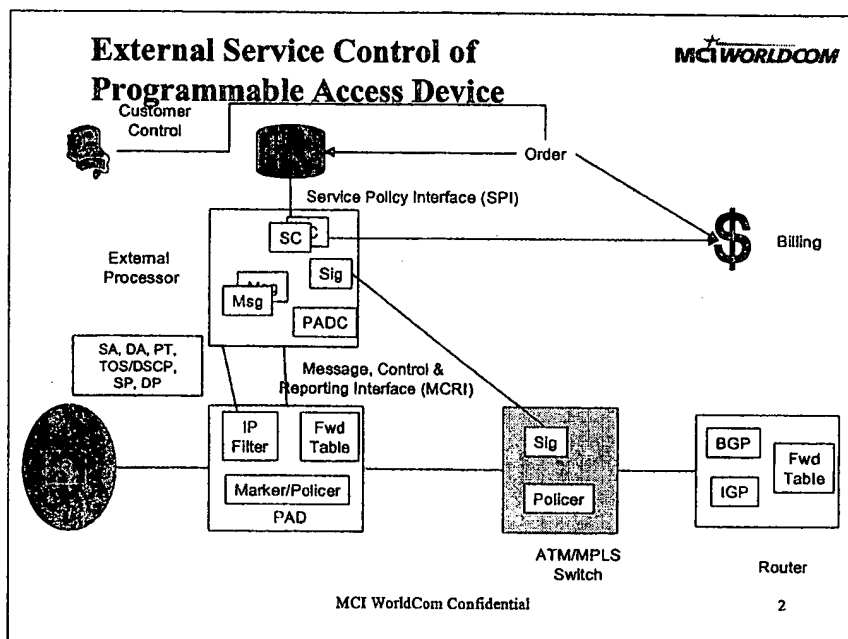 External Service Control of
Programmable Access Device
MCI WORLDCOM
Customer
Control
Order
Service Policy Interface (SPI)
SC
Billing
External
Processor
Sig
Msg
Msg
PADC
SA, DA, PT,
TOS/DSCP,
SP, DP
Message, Control &
Reporting Interface (MCRI)
IP
Filter
Fwd
Table
Marker/Policer
PAD
Sig
Policer
ATM/MPLS
Switch
BGP
IGP
Fwd
Table
Router
MCI WorldCom Confidential
2